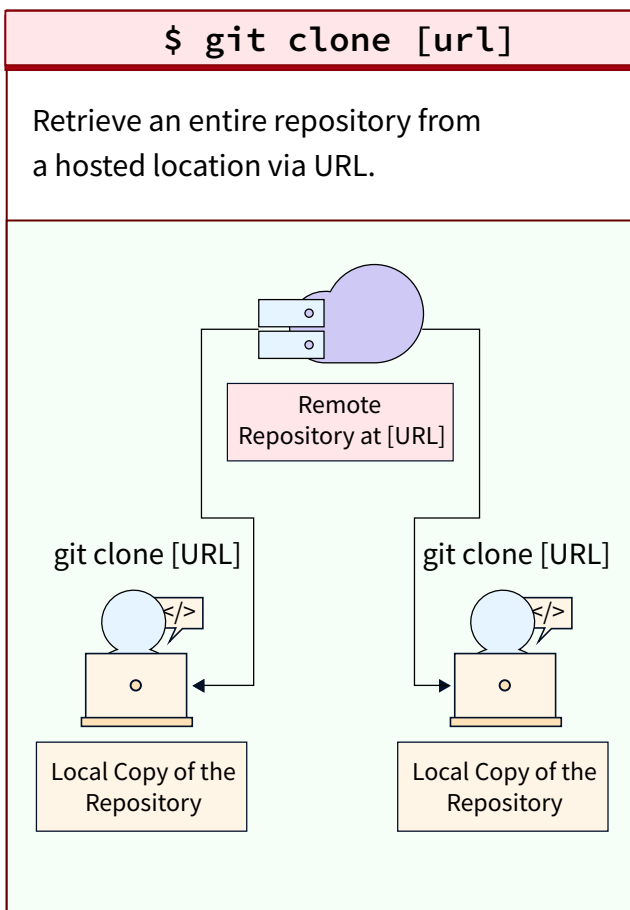 $ git clone [url]
Retrieve an entire repository from
a hosted location via URL.
Remote
Repository at [URL]
git clone [URL]
git clone [URL]
</>
</>
Local Copy of the
Repository
Local Copy of the
Repository